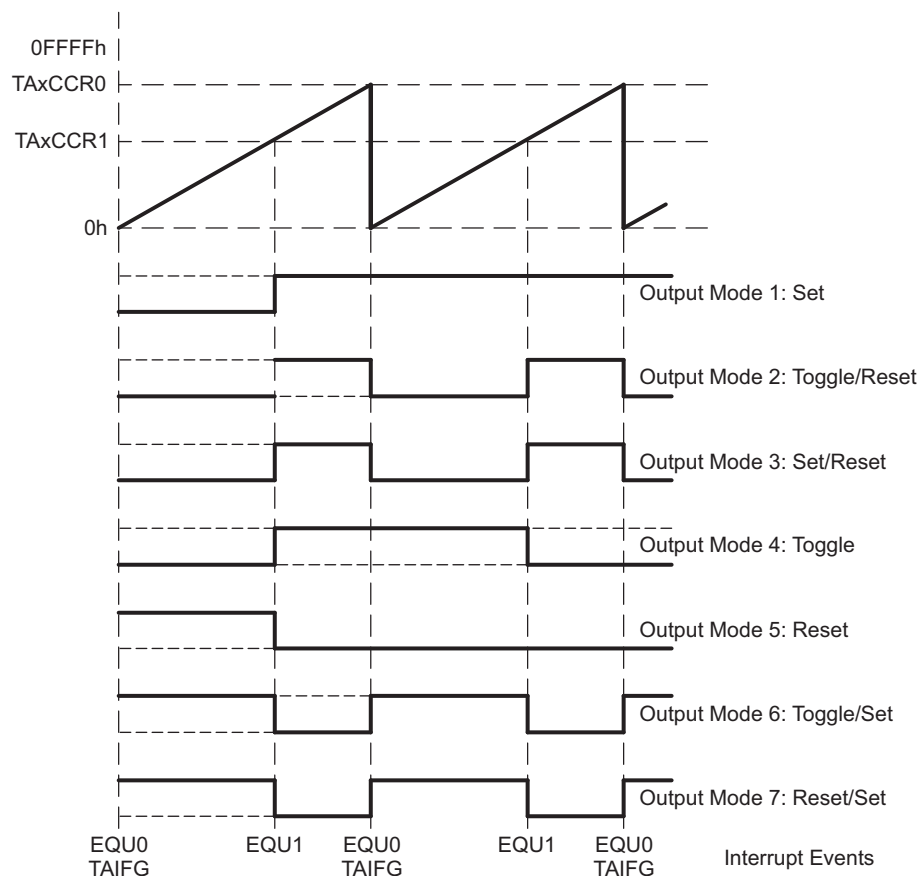 0FFFFh
TAxCCR0
TAxCCR1
0h
Output Mode 1: Set
Output Mode 2: Toggle/Reset
Output Mode 3: Set/Reset
Output Mode 4: Toggle
Output Mode 5: Reset
Output Mode 6: Toggle/Set
Output Mode 7: Reset/Set
EQU0 EQU1 EQU0 EQU1 EQU0
TAIFG TAIFG TAIFG
Interrupt Events